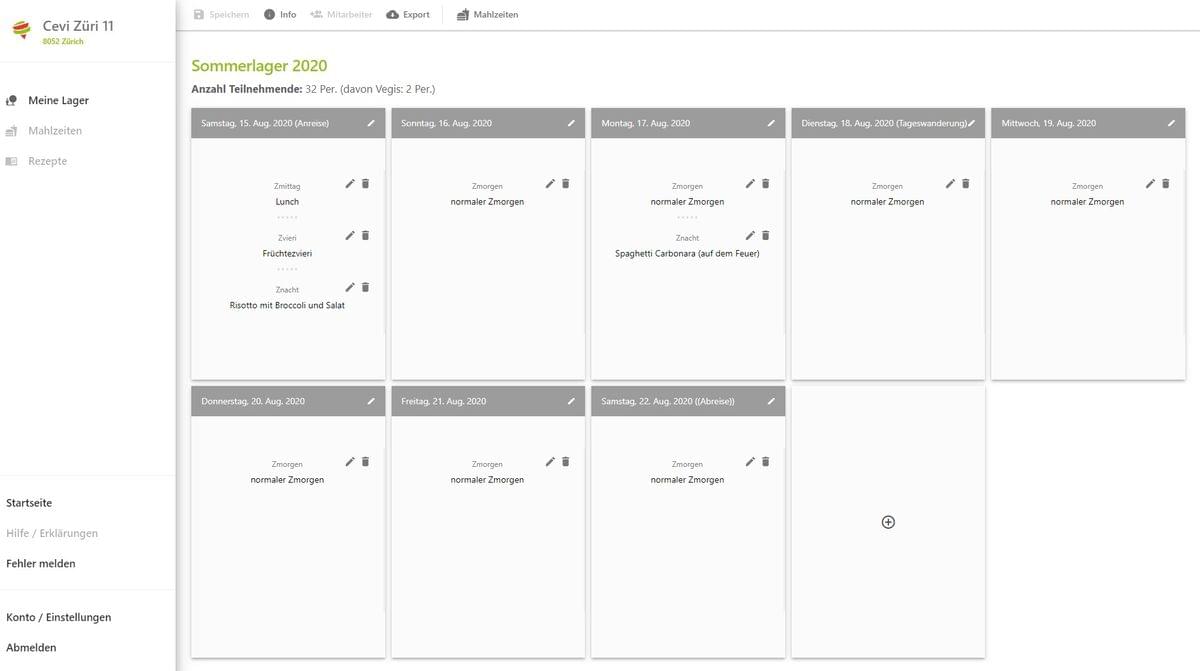 Cevi Züri 11
8052 Zürich
Meine Lager
Mahlzeiten
Rezepte
Startseite
Hilfe / Erklärungen
Fehler melden
Konto / Einstellungen
Abmelden
Speichern Info Mitarbeiter Export Mahlzeiten
Sommerlager 2020
Anzahl Teilnehmende: 32 Per. (davon Vegis: 2 Per.)
Samstag, 15. Aug. 2020 (Anreise)
Zmittag
Lunch
Zvieri
Früchtezvieri
Znacht
Risotto mit Broccoli und Salat
Sonntag, 16. Aug. 2020
Zmorgen
normaler Zmorgen
Montag, 17. Aug. 2020
Zmorgen
normaler Zmorgen
Znacht
Spaghetti Carbonara (auf dem Feuer)
Dienstag, 18. Aug. 2020 (Tageswanderung)
Zmorgen
normaler Zmorgen
Mittwoch, 19. Aug. 2020
Zmorgen
normaler Zmorgen
Donnerstag, 20. Aug. 2020
Zmorgen
normaler Zmorgen
Freitag, 21. Aug. 2020
Zmorgen
normaler Zmorgen
Samstag, 22. Aug. 2020 ((Abreise))
Zmorgen
normaler Zmorgen